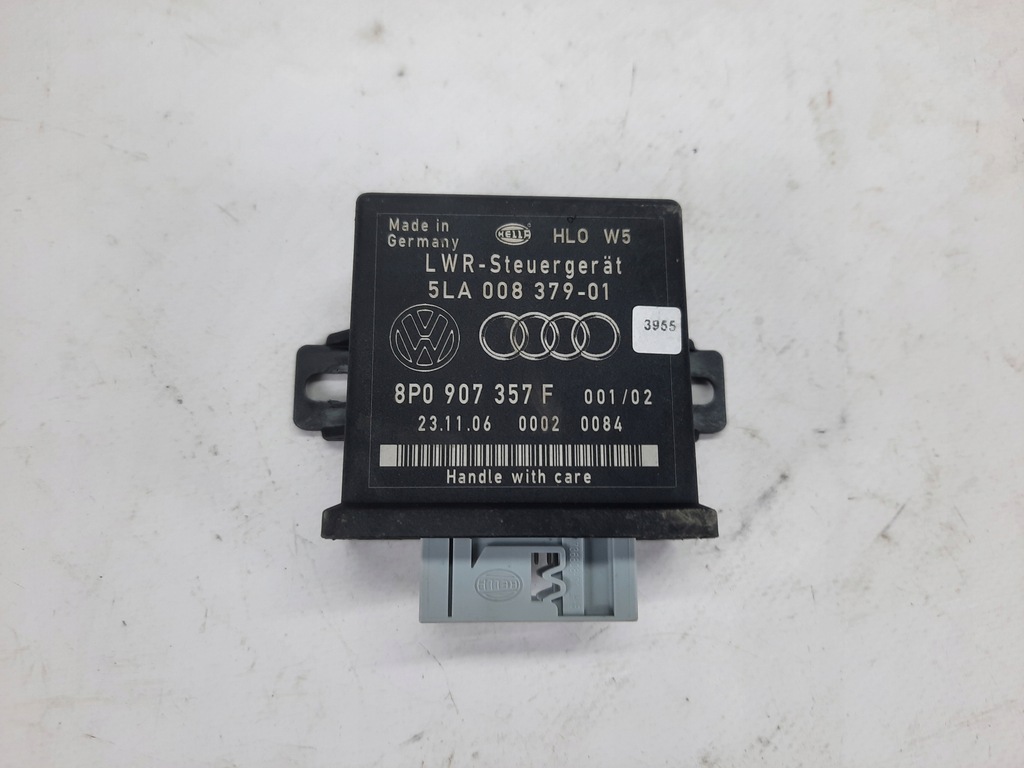 Made in
Germany
HELLA HLO W5
LWR-Steuergerät
5LA 008 379-01
VW
3955
8P0 907 357 F 001/02
23.11.06 0002 0084
Handle with care
HELLA